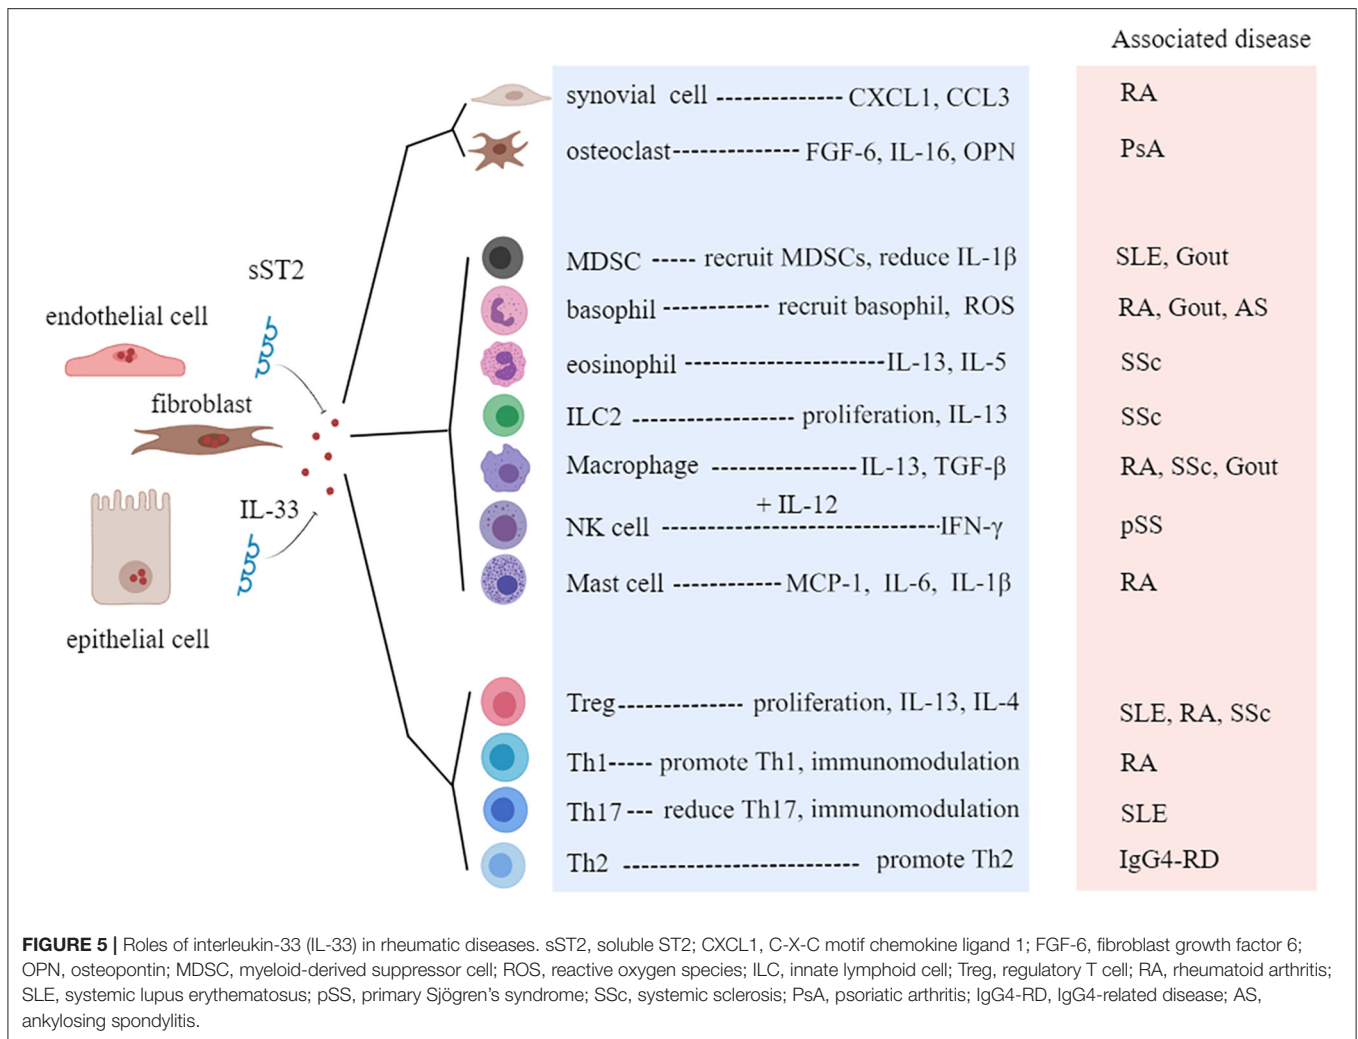 Associated disease
synovial cell ------------- CXCL1, CCL3 RA
osteoclast------------- FGF-6, IL-16, OPN PsA
MDSC ----- recruit MDSCs, reduce IL-1β SLE, Gout
sST2
endothelial cell
basophil ----------- recruit basophil, ROS RA, Gout, AS
eosinophil --------------------IL-13, IL-5 SSc
fibroblast
ILC2 ---------------- proliferation, IL-13 SSc
Macrophage ---------------IL-13, TGF-β RA, SSc, Gout
IL-33
+ IL-12
NK cell ----------------------------IFN-γ pSS
Mast cell -----------MCP-1, IL-6, IL-1β RA
epithelial cell
Treg------------- proliferation, IL-13, IL-4 SLE, RA, SSc
Th1----- promote Th1, immunomodulation RA
Th17--- reduce Th17, immunomodulation SLE
Th2 ------------------------ promote Th2 IgG4-RD
FIGURE 5 | Roles of interleukin-33 (IL-33) in rheumatic diseases. sST2, soluble ST2; CXCL1, C-X-C motif chemokine ligand 1; FGF-6, fibroblast growth factor 6;
OPN, osteopontin; MDSC, myeloid-derived suppressor cell; ROS, reactive oxygen species; ILC, innate lymphoid cell; Treg, regulatory T cell; RA, rheumatoid arthritis;
SLE, systemic lupus erythematosus; pSS, primary Sjögren's syndrome; SSc, systemic sclerosis; PsA, psoriatic arthritis; IgG4-RD, IgG4-related disease; AS,
ankylosing spondylitis.